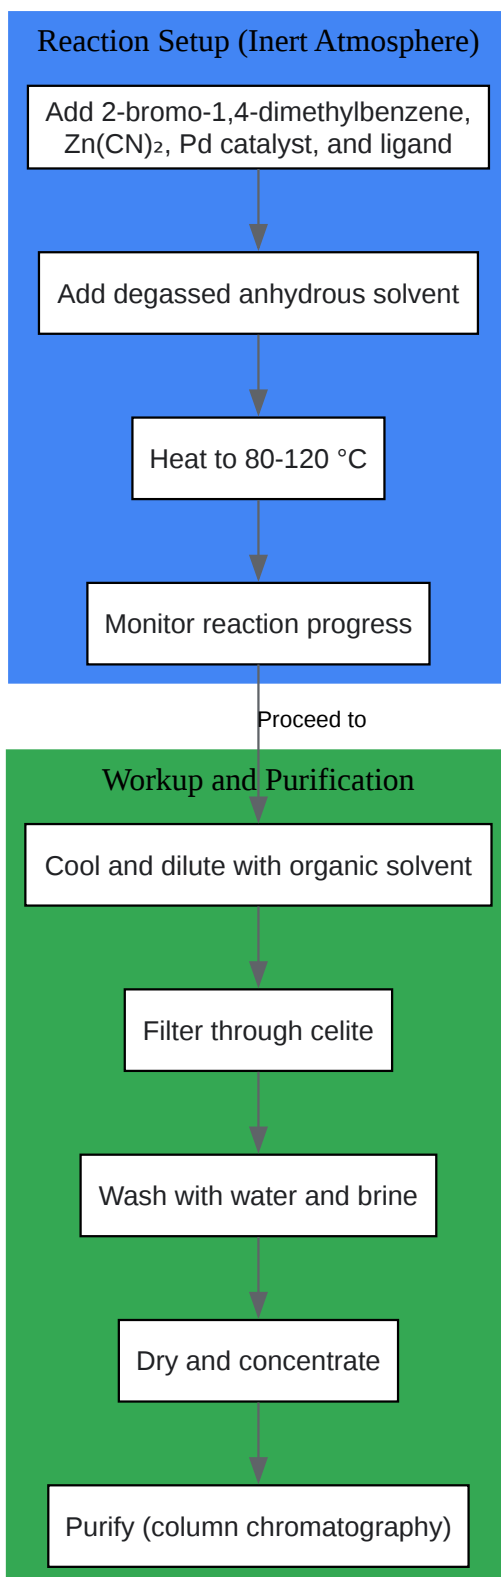 Reaction Setup (Inert Atmosphere)
Add 2-bromo-1,4-dimethylbenzene,
Zn(CN)₂, Pd catalyst, and ligand
Add degassed anhydrous solvent
Heat to 80-120 °C
Monitor reaction progress
Proceed to
Workup and Purification
Cool and dilute with organic solvent
Filter through celite
Wash with water and brine
Dry and concentrate
Purify (column chromatography)